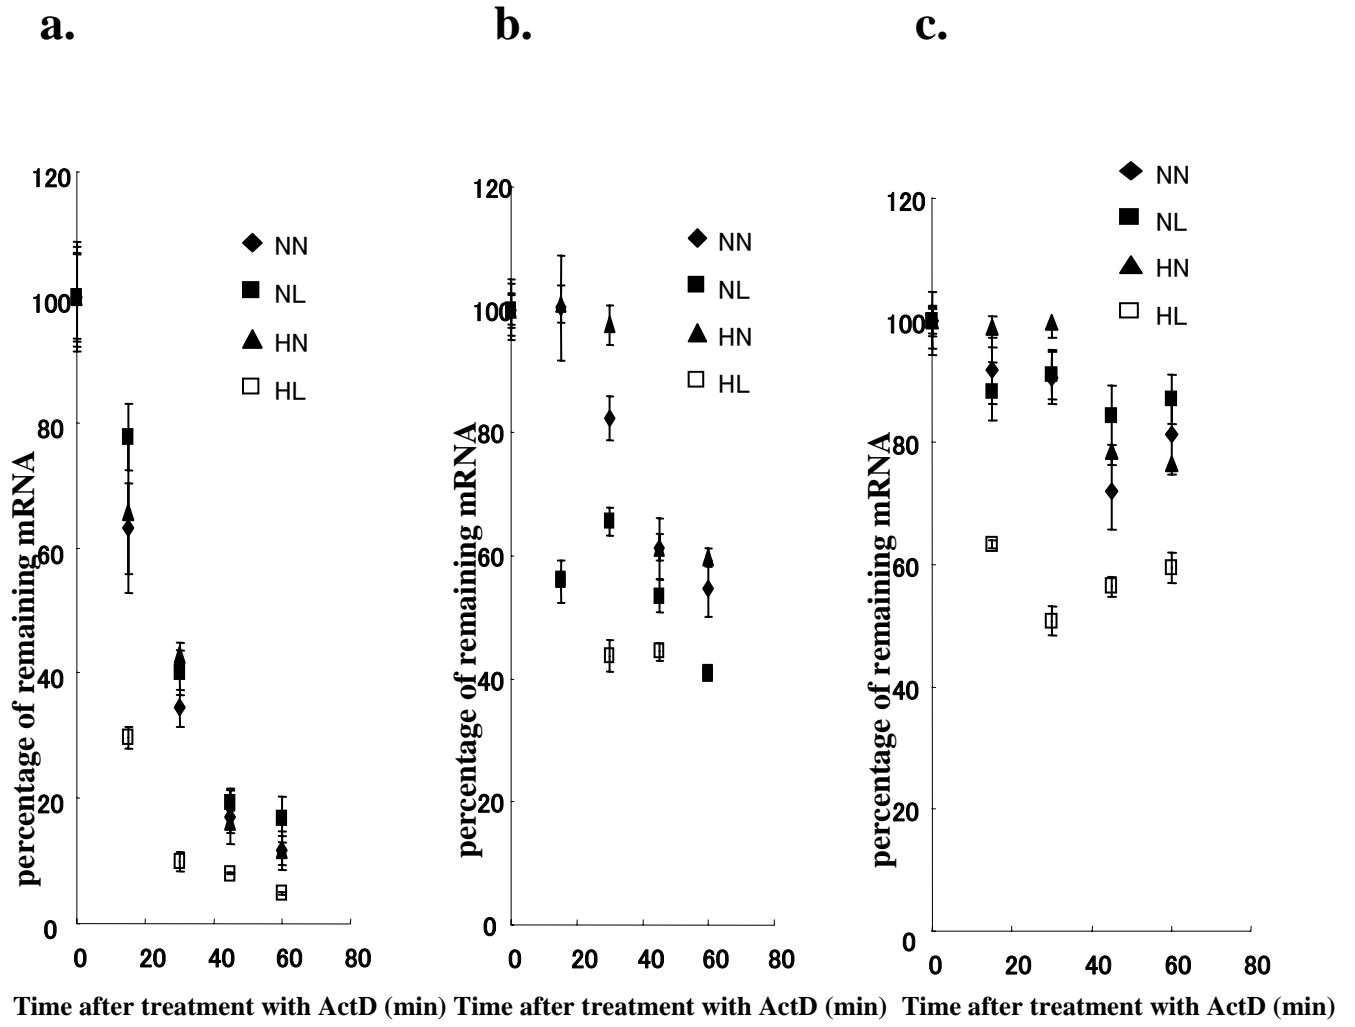 a.
percentage of remaining mRNA
120
100
80
60
40
20
0
0 20 40 60 80
NN
NL
HN
HL
Time after treatment with ActD (min)
b.
percentage of remaining mRNA
120
100
80
60
40
20
0
0 20 40 60 80
NN
NL
HN
HL
Time after treatment with ActD (min)
c.
percentage of remaining mRNA
120
100
80
60
40
20
0
0 20 40 60 80
NN
NL
HN
HL
Time after treatment with ActD (min)